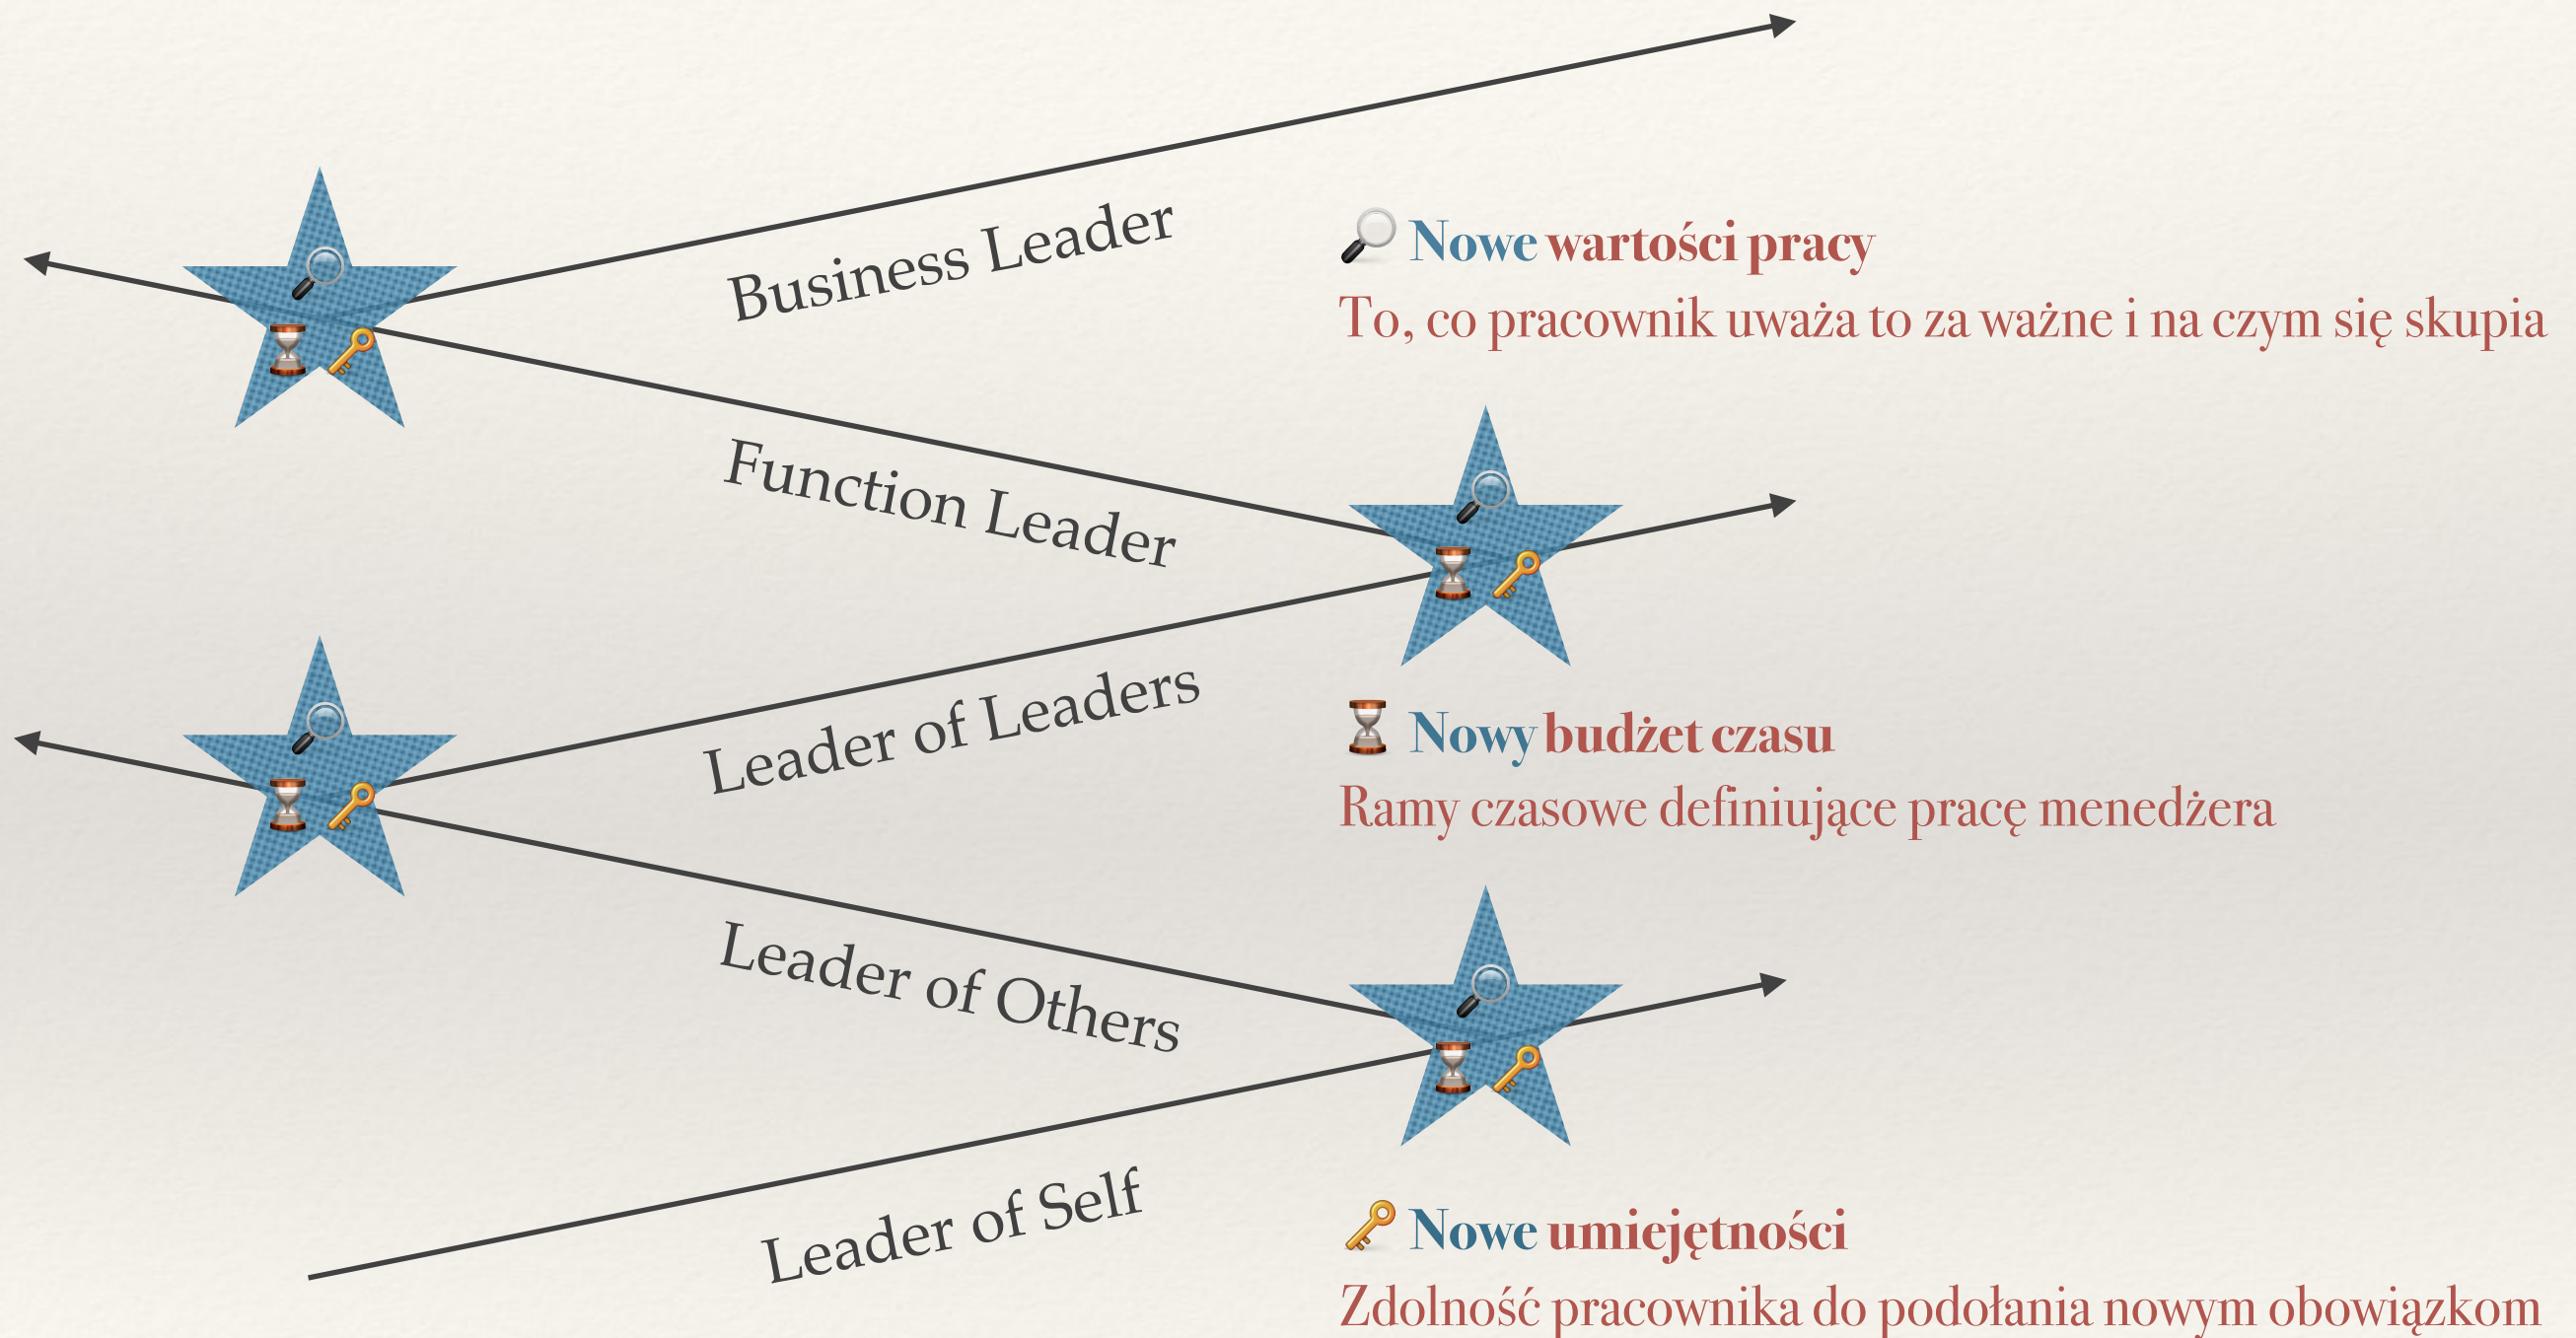 Business Leader
Nowe wartości pracy
To, co pracownik uważa to za ważne i na czym się skupia
Function Leader
Leader of Leaders
Nowy budżet czasu
Ramy czasowe definiujące pracę menedżera
Leader of Others
Leader of Self
Nowe umiejętności
Zdolność pracownika do podołania nowym obowiązkom